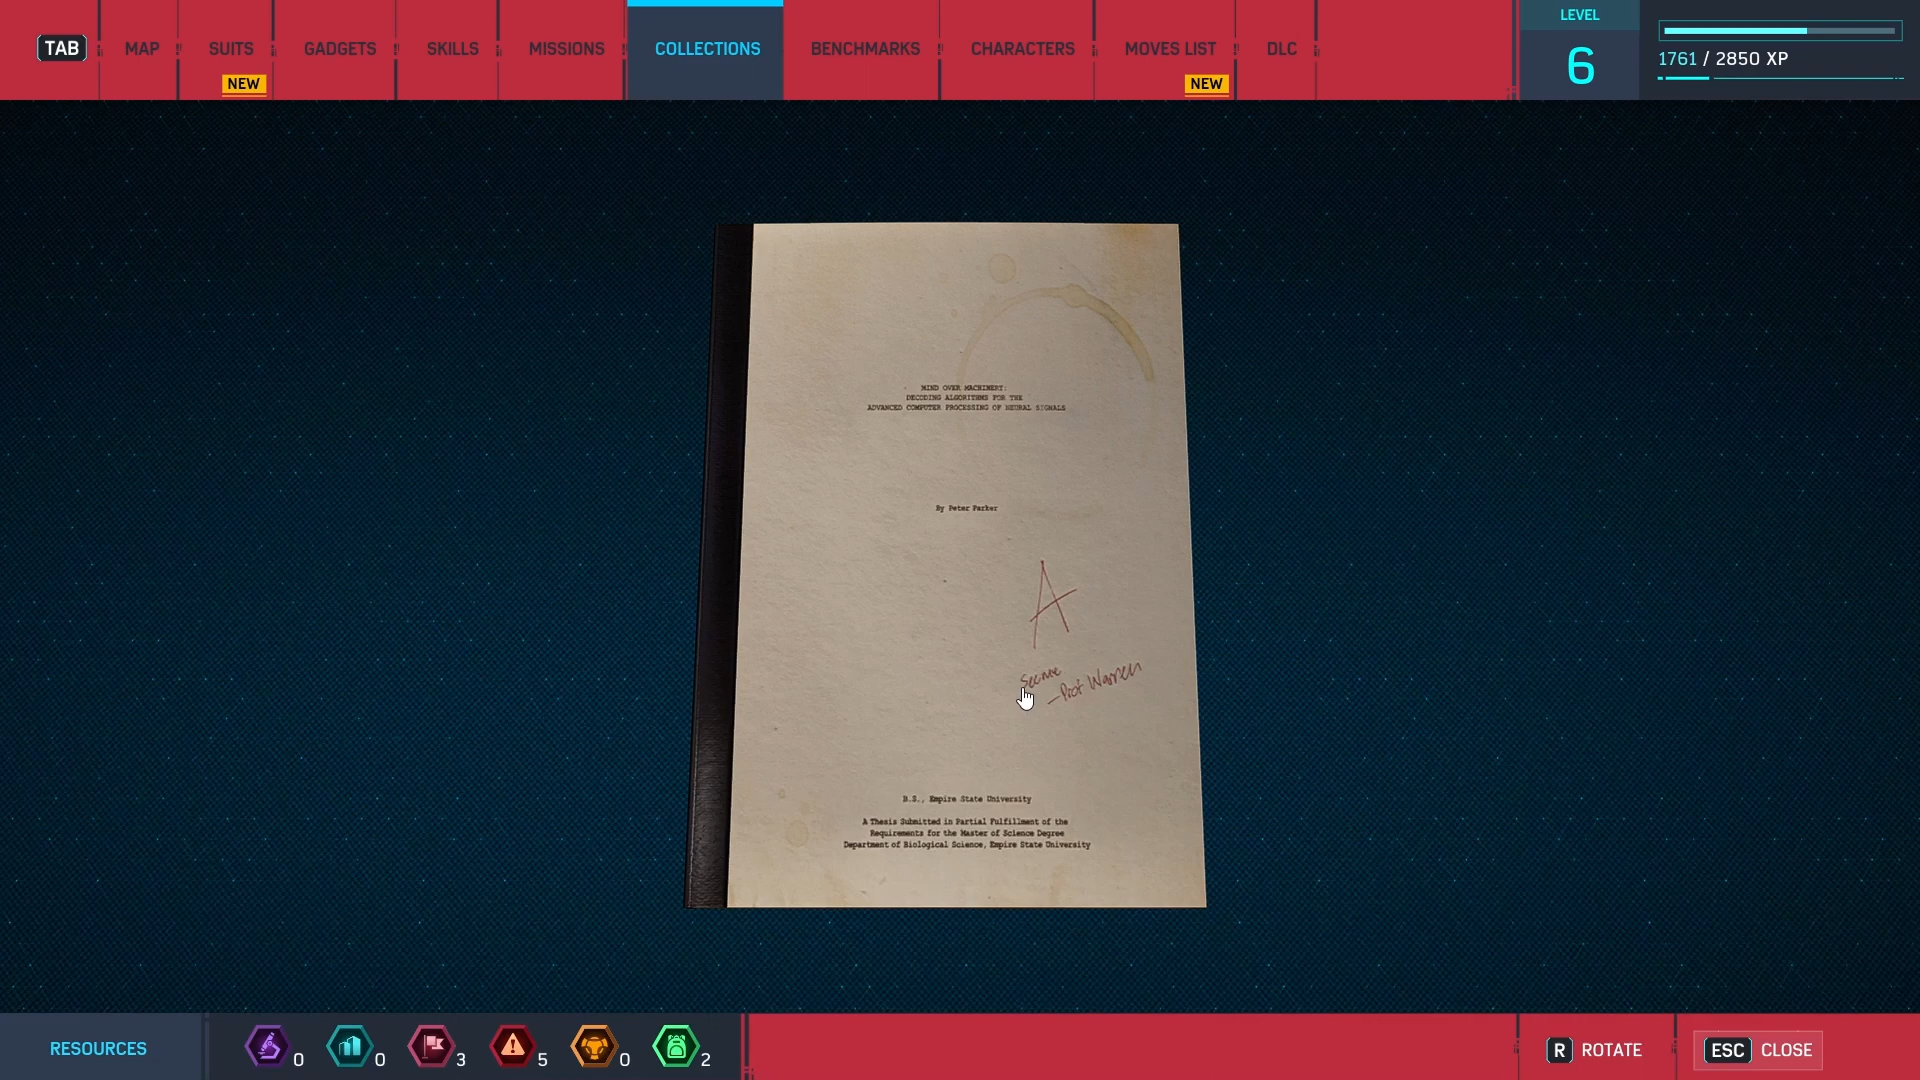 TAB
MAP
SUITS
NEW
GADGETS
SKILLS
MISSIONS
COLLECTIONS
BENCHMARKS
CHARACTERS
MOVES LIST
NEW
DLC
LEVEL
6
1761 / 2850 XP
MIND OVER MACHINERY:
DECODING ALGORITHMS FOR THE
ADVANCED COMPUTER PROCESSING OF NEURAL SIGNALS
By Peter Parker
A
See me
- Prof Warren
B.S., Empire State University
A Thesis Submitted in Partial Fulfillment of the
Requirements for the Master of Science Degree
Department of Biological Science, Empire State University
RESOURCES
0
0
3
5
0
2
R ROTATE
ESC CLOSE